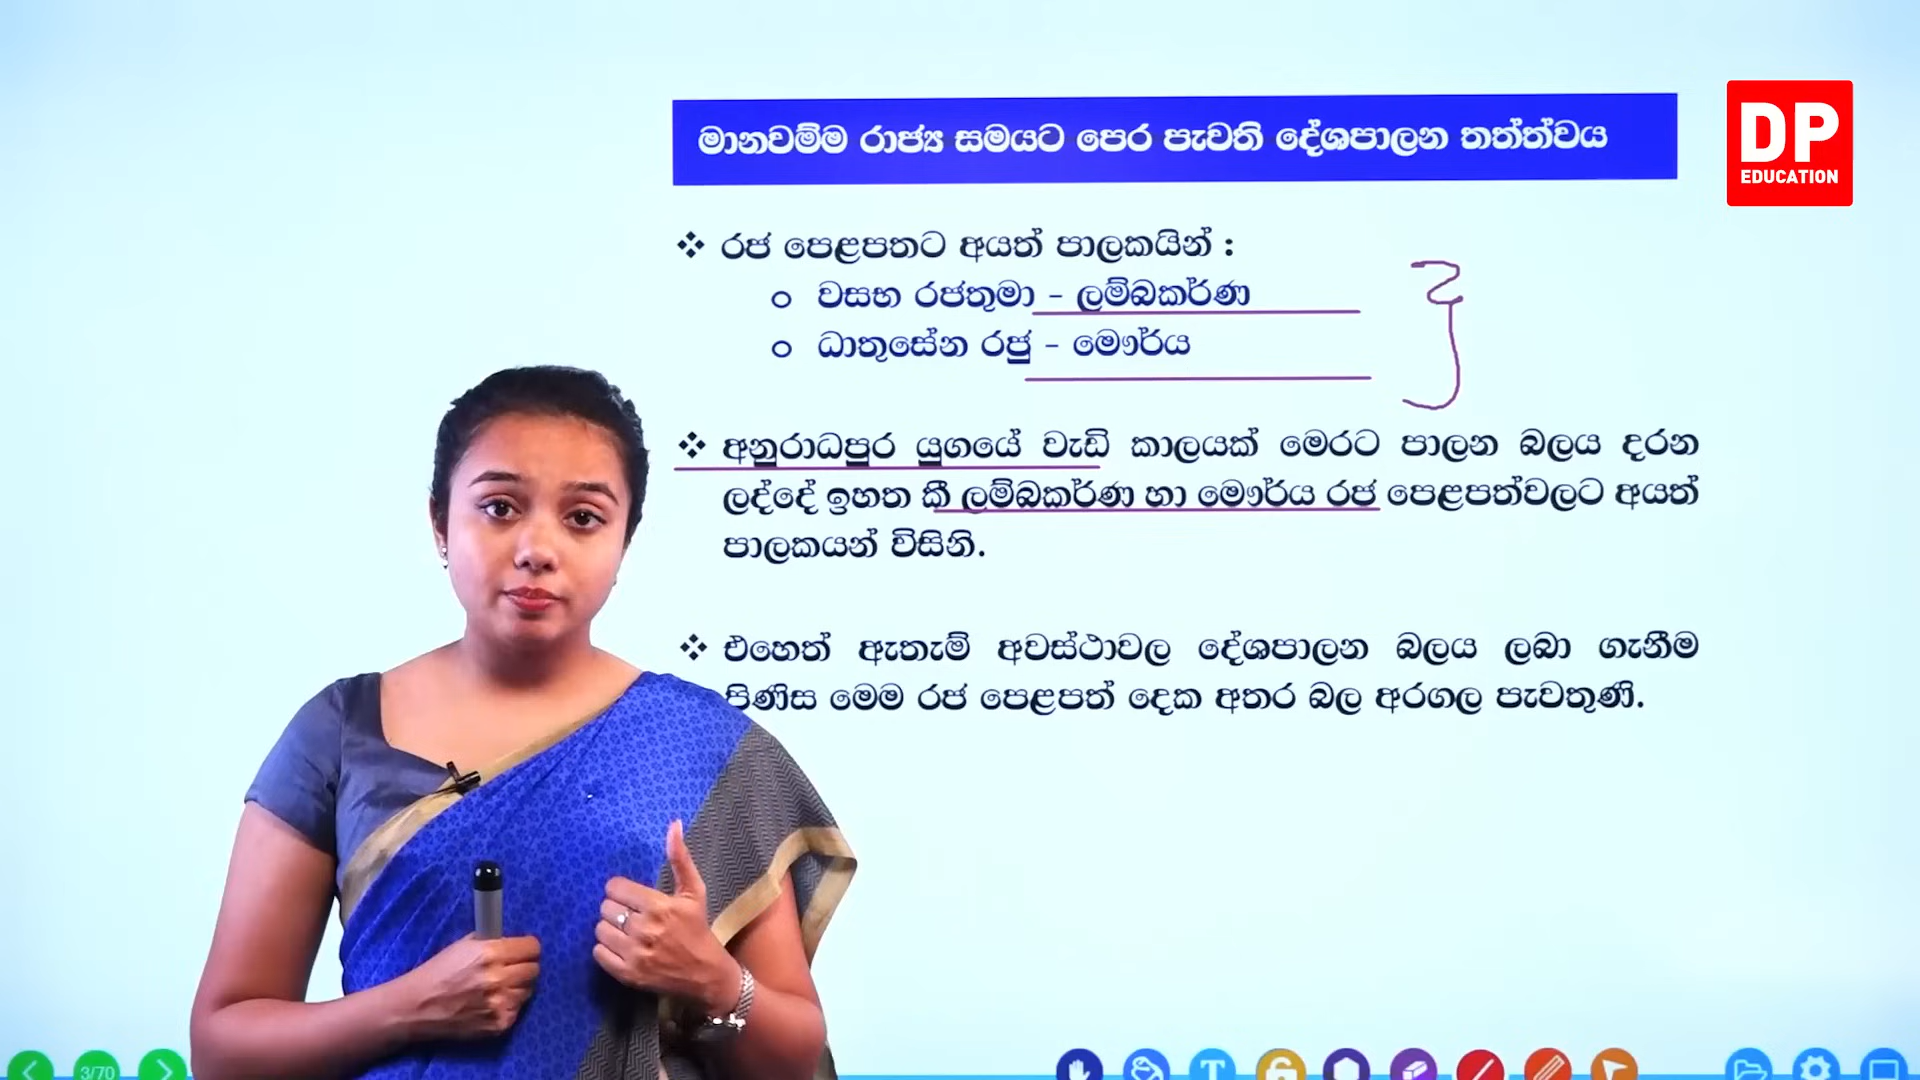 මානවම්ම රාජ්‍ය සමයට පෙර පැවති දේශපාලන තත්ත්වය
DP
EDUCATION
❖ රජ පෙළපතට අයත් පාලකයින් :
o වසභ රජතුමා - ලම්බකර්ණ
o ධාතුසේන රජු - මෞර්ය
❖ අනුරාධපුර යුගයේ වැඩි කාලයක් මෙරට පාලන බලය දරන
ලද්දේ ඉහත කී ලම්බකර්ණ හා මෞර්ය රජ පෙළපත්වලට අයත්
පාලකයන් විසිනි.
❖ එහෙත් ඇතැම් අවස්ථාවල දේශපාලන බලය ලබා ගැනීම
පිණිස මෙම රජ පෙළපත් දෙක අතර බල අරගල පැවතුණි.
3/70